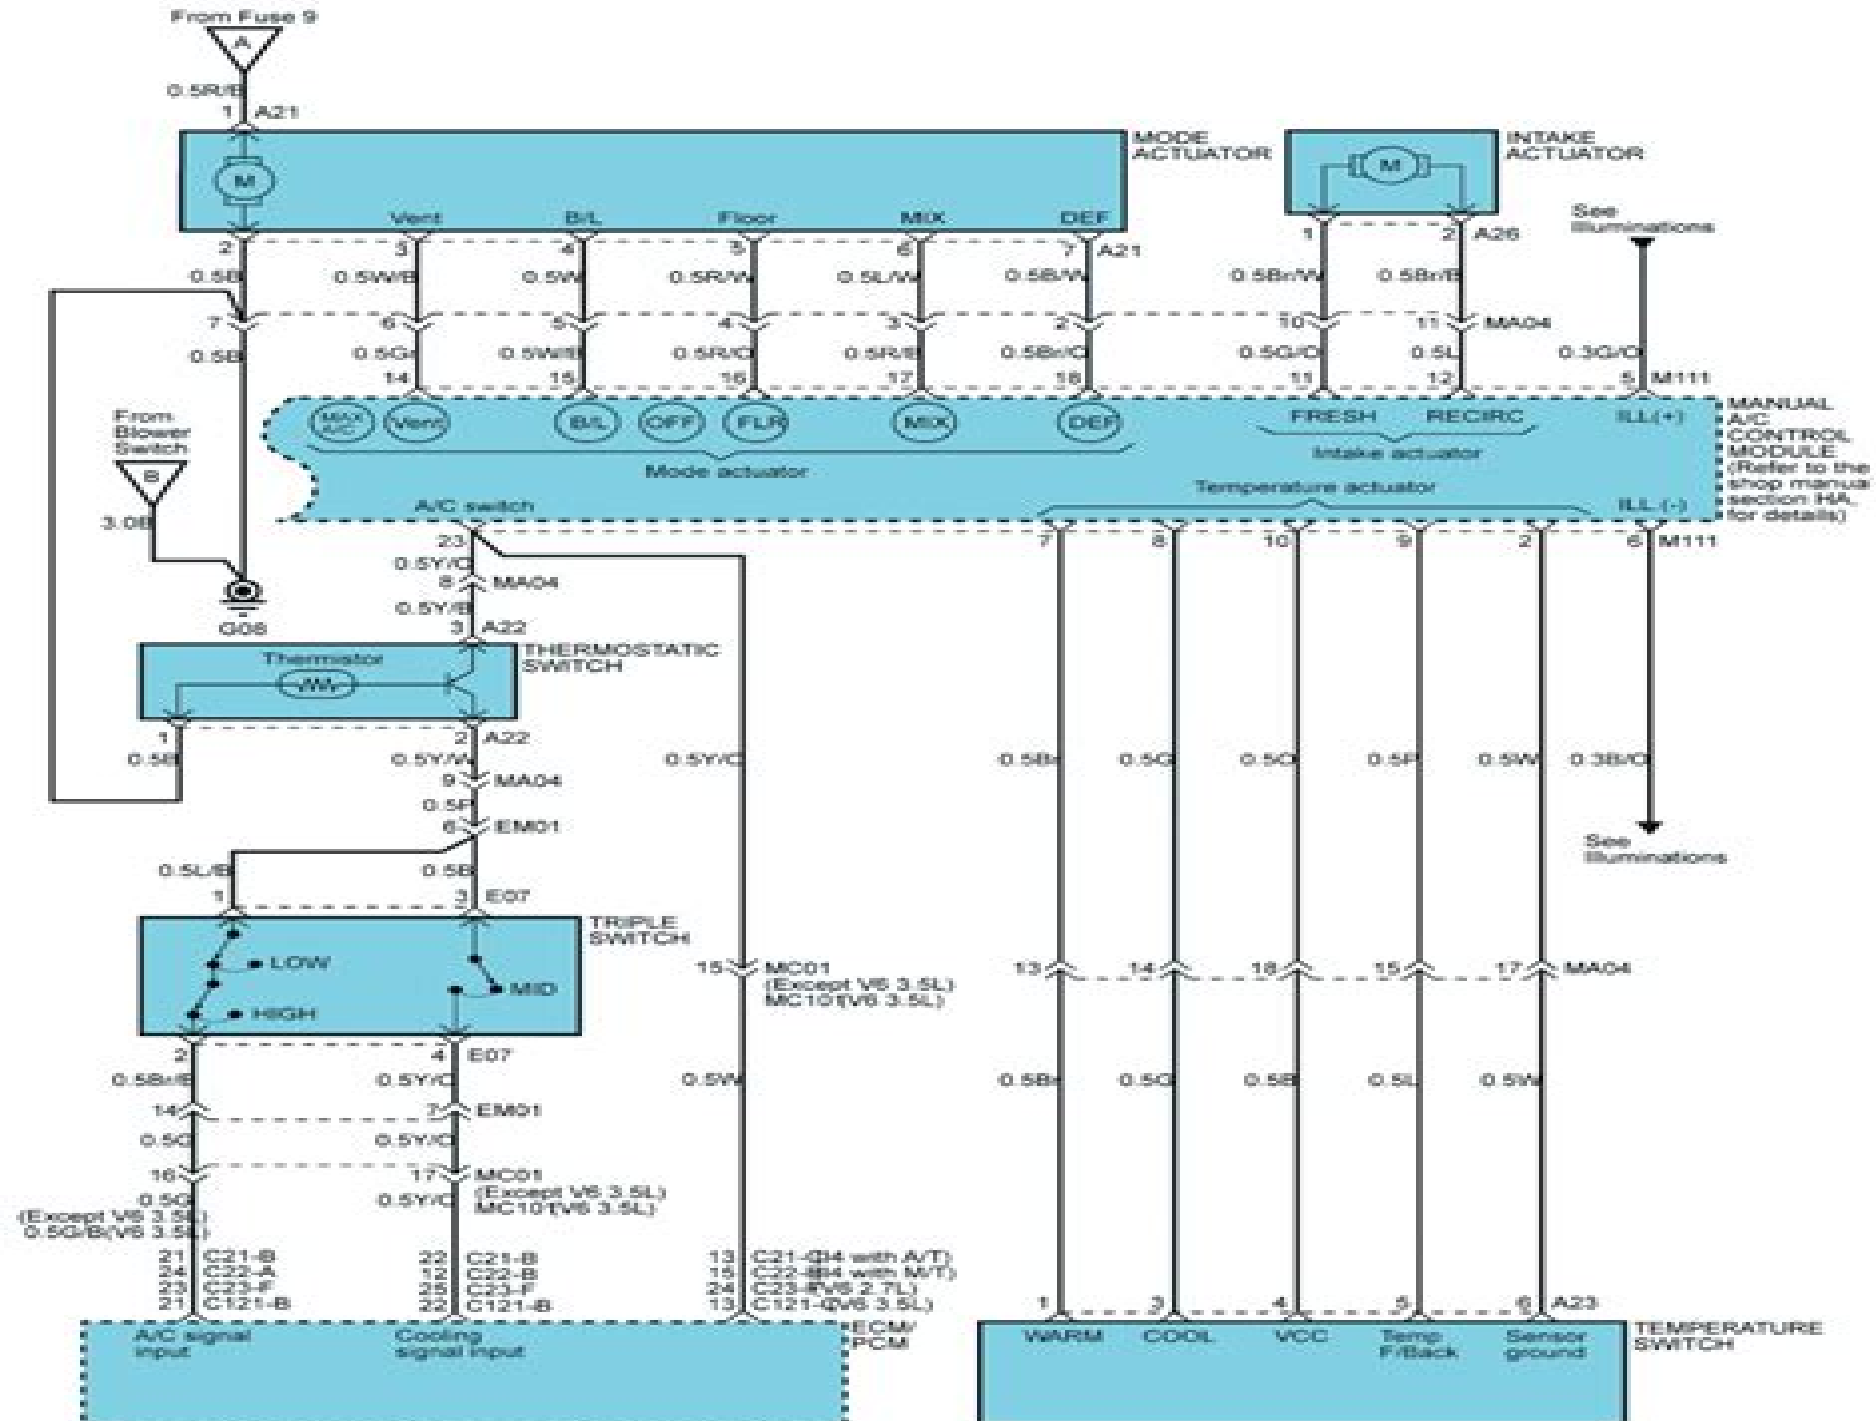 From Fuse 9
A
0.5R/B
1 A21
MODE
ACTUATOR
INTAKE
ACTUATOR
M
M
Vent B/L Floor MIX DEF
See
Illuminations
2 3 4 5 6 7 A21
1 2 A26
0.5B 0.5W/B 0.5W 0.5R/W 0.5L/W 0.5B/W 0.5Br/W 0.5Br/B
7 6 5 4 3 2 10 11 MA04
0.5B 0.5G 0.5W/B 0.5R/O 0.5R/B 0.5Br/O 0.5G/O 0.5L 0.3G/O
14 15 16 17 18 11 12 5 M111
MAX
A/C
Vent B/L OFF FLR MIX DEF FRESH RECIRC ILL(+)
Mode actuator
Intake actuator
Temperature actuator
A/C switch
ILL (-)
MANUAL
A/C
CONTROL
MODULE
(Refer to the
shop manual
section HA,
for details)
From
Blower
Switch
B
3.0B
G08
23 7 8 10 9 2 6 M111
0.5Y/O
8 MA04
0.5Y/B
3 A22
THERMOSTATIC
SWITCH
Thermistor
1 2 A22
0.5B 0.5Y/W 0.5Y/O 0.5Br 0.5G 0.5O 0.5P 0.5W 0.3B/O
9 MA04
0.5P
6 EM01
See
Illuminations
0.5L/B 0.5B
1 3 E07
TRIPLE
SWITCH
LOW
HIGH
MID
15 MC01
(Except V6 3.5L)
MC101(V6 3.5L)
13 14 18 15 17 MA04
2 4 E07
0.5Br/B 0.5Y/O 0.5W 0.5Br 0.5G 0.5B 0.5L 0.5W
14 7 EM01
0.5G 0.5Y/O
16 17 MC01
(Except V6 3.5L)
MC101(V6 3.5L)
0.5G
(Except V6 3.5L)
0.5G/B(V6 3.5L)
0.5Y/O
21 C21-B 22 C21-B 13
C22-A C22-B
C23-F C23-F
21 C121-B 22 C121-B 13
1 3 4 5 6 A23
A/C signal
input
Cooling
signal input
ECM/
PCM
WARM COOL VCC Temp
F/Back
Sensor
ground
TEMPERATURE
SWITCH